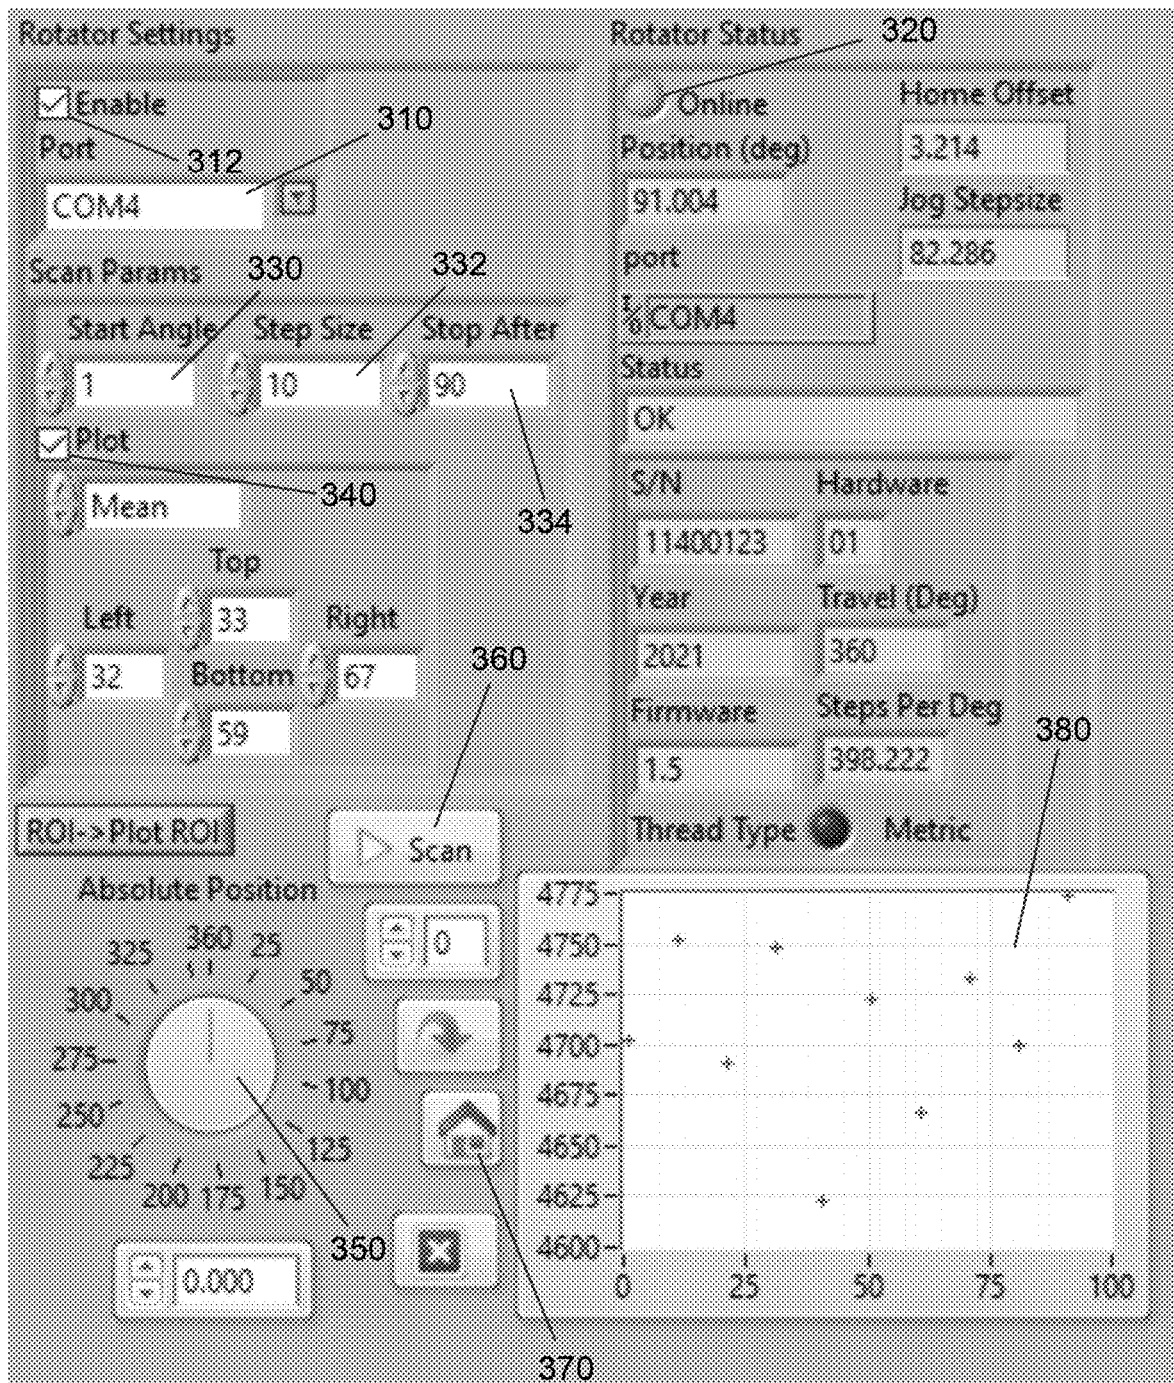 Rotator Settings
Enable
312
310
Port
COM4
Scan Params
330
332
Start Angle
Step Size
Stop After
1
10
90
Plot
340
334
Mean
Top
Left
33
Right
32
Bottom
67
59
360
ROI->Plot ROI
Scan
Absolute Position
0
325
360
25
300
50
275
75
250
100
225
125
200
175
150
350
0.000
370
Rotator Status
320
Online
Home Offset
Position (deg)
3.214
91.004
Jog Stepsize
port
82.286
I/O COM4
Status
OK
S/N
Hardware
11400123
01
Year
Travel (Deg)
2021
360
Firmware
Steps Per Deg
380
1.5
398.222
Thread Type
Metric
4775
4750
4725
4700
4675
4650
4625
4600
0
25
50
75
100